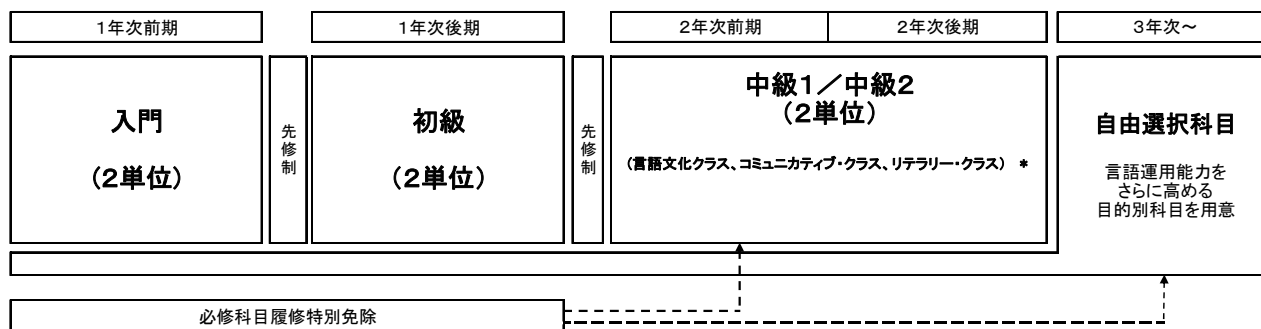 １年次前期
１年次後期
２年次前期
２年次後期
３年次～
入門
（２単位）
先修制
初級
（２単位）
先修制
中級１／中級２
（２単位）
（言語文化クラス、コミュニカティブ・クラス、リテラリー・クラス） *
自由選択科目
言語運用能力を
さらに高める
目的別科目を用意
必修科目履修特別免除